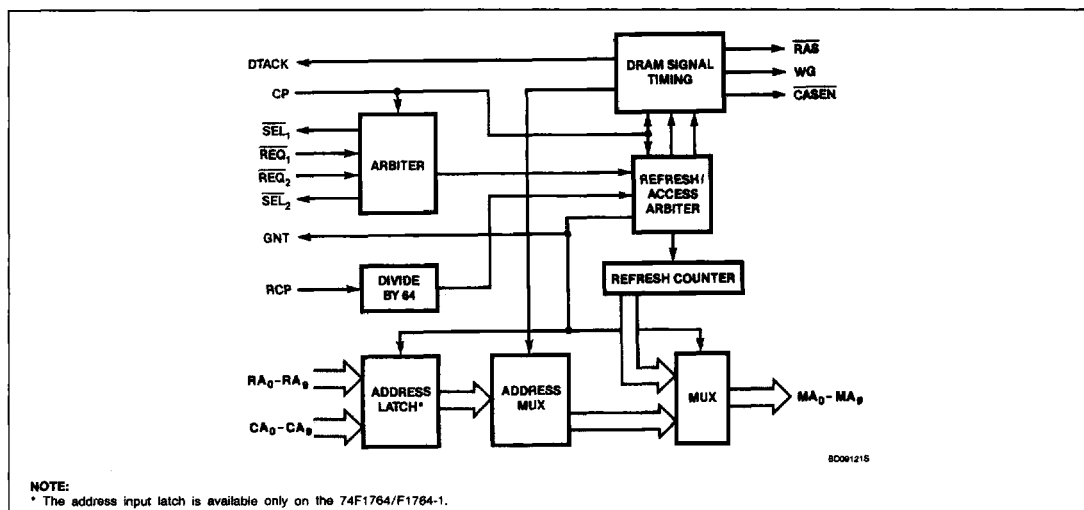 DTACK
CP
SEL1
REQ1
REQ2
SEL2
GNT
RCP
RA0-RA9
CA0-CA9
ARBITER
DIVIDE
BY 64
ADDRESS
LATCH*
ADDRESS
MUX
DRAM SIGNAL
TIMING
RAS
WG
CASEN
REFRESH/
ACCESS
ARBITER
REFRESH COUNTER
MUX
MA0-MA9
BD09121S
NOTE:
* The address input latch is available only on the 74F1764/F1764-1.